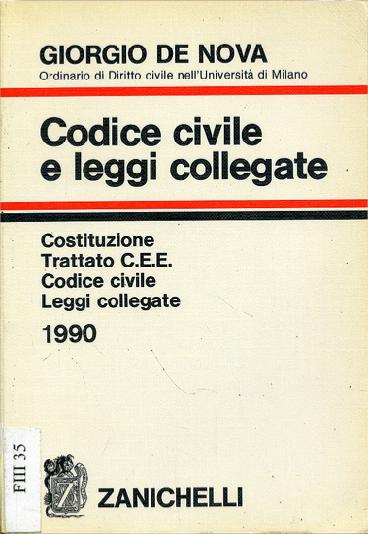 GIORGIO DE NOVA
Ordinario di Diritto civile nell'Università di Milano
Codice civile
e leggi collegate
Costituzione
Trattato C.E.E.
Codice civile
Leggi collegate
1990
FIII 35
Z
ZANICHELLI